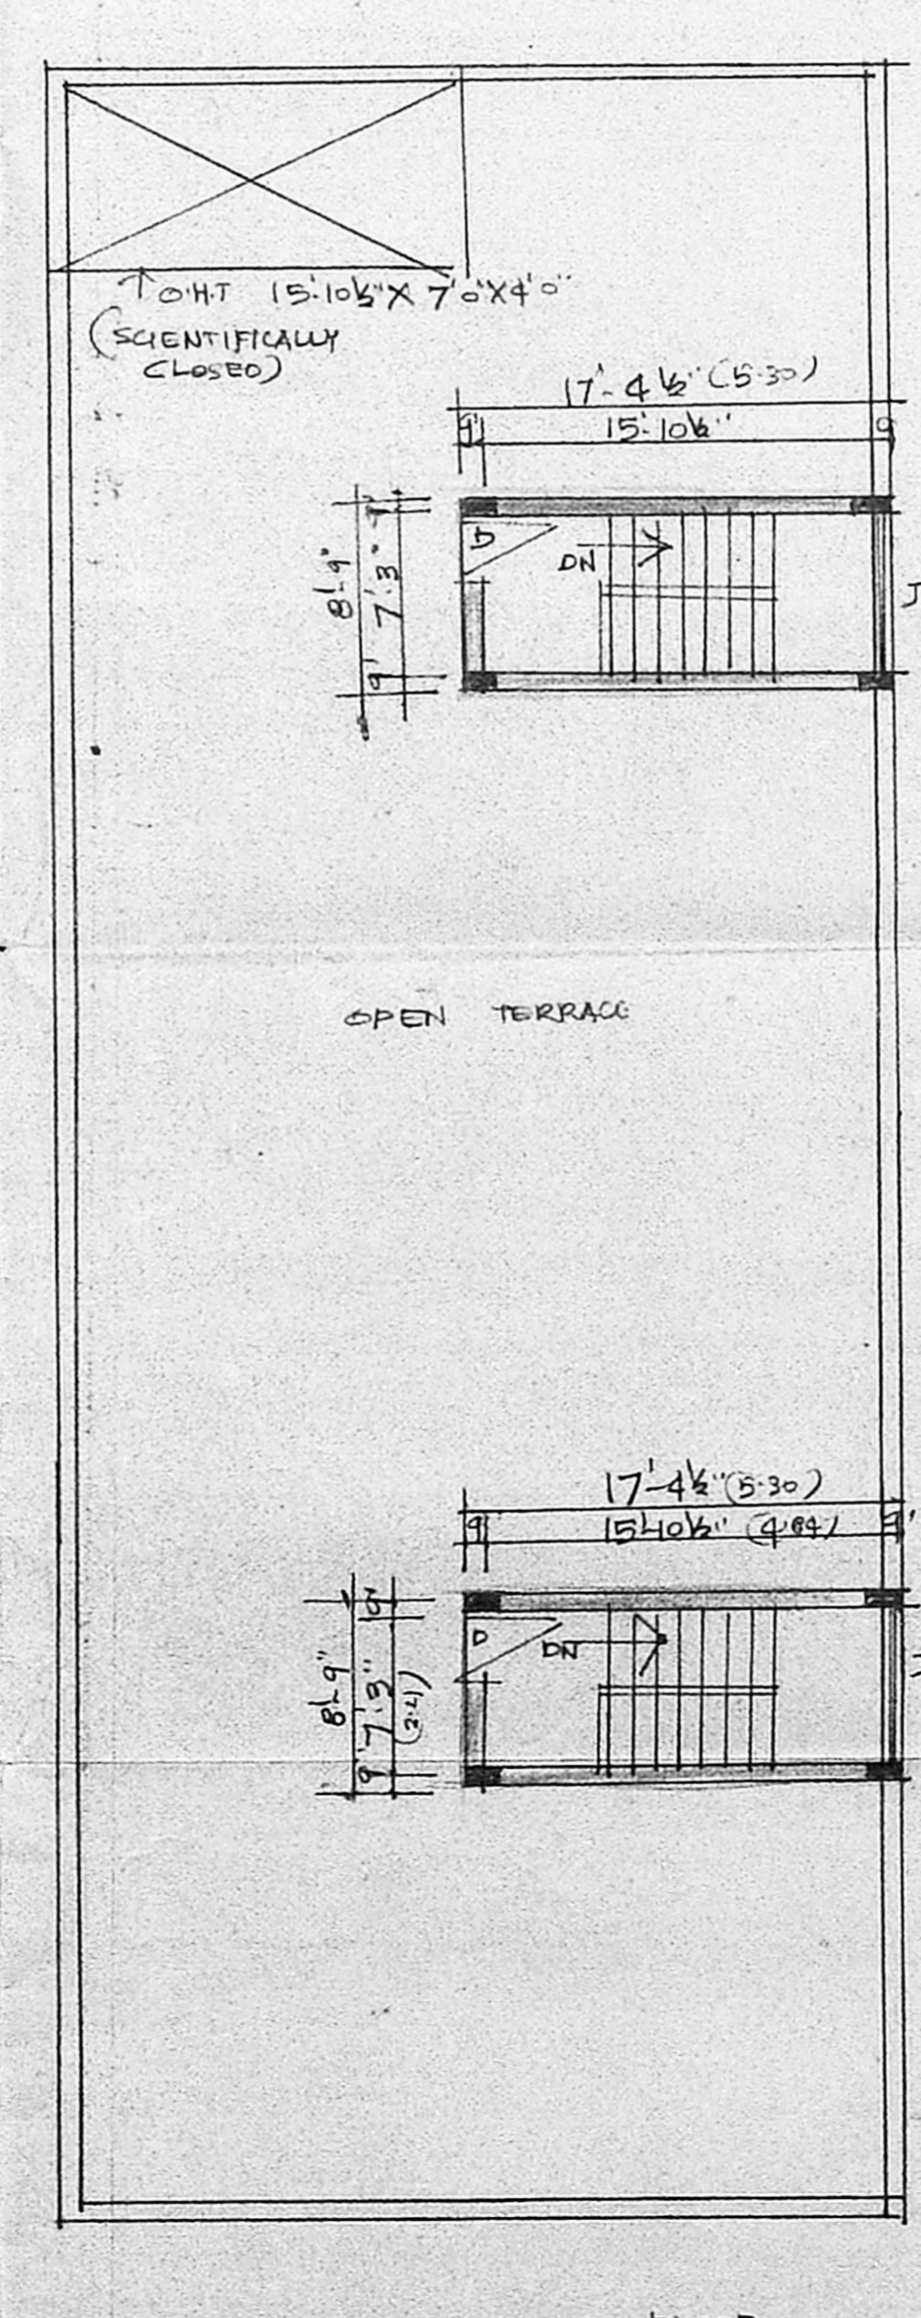 O.H.T 15'-10½" X 7'0" X 4'0"
(SCIENTIFICALLY
CLOSED)
17'-4½" (5.30)
9" 15'-10½" 9
8'-9"
7'-3"
9"
D
DN
J
OPEN TERRACE
17'-4½" (5.30)
9" 15'-10½" (4.84) 9"
8'-9"
9"
7'-3"
(2.21)
9"
D
DN